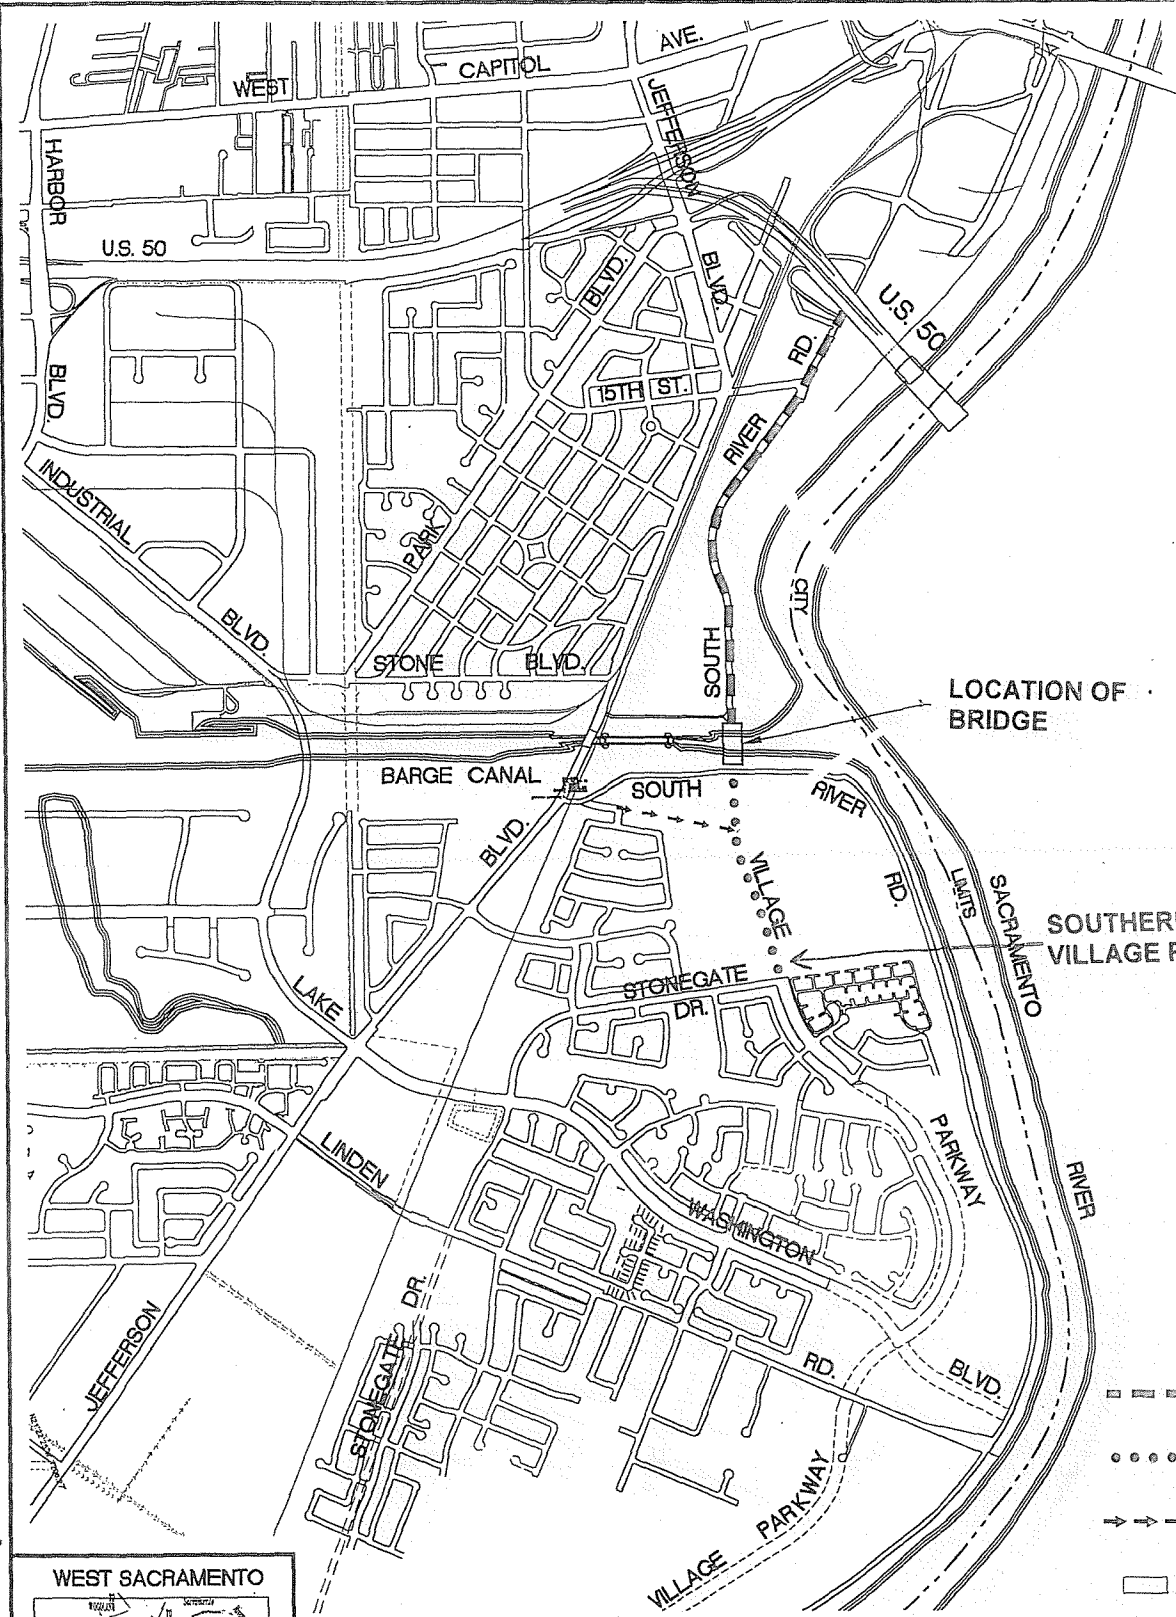 AVE.
CAPITOL
WEST
JEFFERSON
HARBOR
U.S. 50
BLVD.
BLVD.
U.S. 50
RD.
BLVD.
15TH ST.
RIVER
INDUSTRIAL
PARK
CITY
BLVD.
STONE BLVD.
SOUTH
LOCATION OF
BRIDGE
BARGE CANAL
SOUTH
RIVER
BLVD.
VILLAGE
RD.
LIMITS
SACRAMENTO
SOUTHER
VILLAGE
LAKE
STONEGATE
DR.
PARKWAY
LINDEN
RIVER
WASHINGTON
DR.
JEFFERSON
STONEGATE
RD.
BLVD.
PARKWAY
VILLAGE
WEST SACRAMENTO